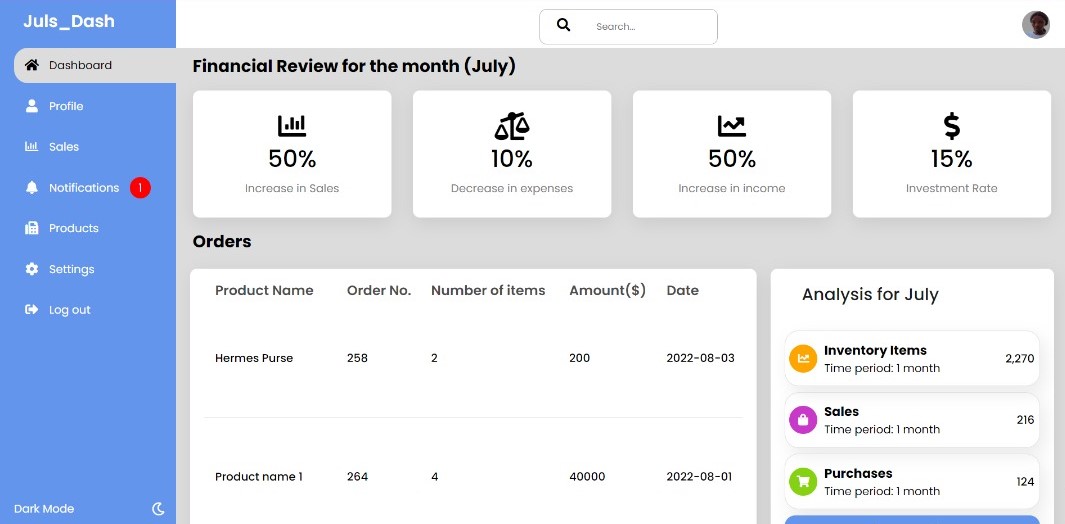 Juls_Dash
Search...
Dashboard
Profile
Sales
Notifications 1
Products
Settings
Log out
Dark Mode
Financial Review for the month (July)
50%
Increase in Sales
10%
Decrease in expenses
50%
Increase in income
15%
Investment Rate
Orders
Product Name Order No. Number of items Amount($) Date
Hermes Purse 258 2 200 2022-08-03
Product name 1 264 4 40000 2022-08-01
Analysis for July
Inventory Items
Time period: 1 month
2,270
Sales
Time period: 1 month
216
Purchases
Time period: 1 month
124